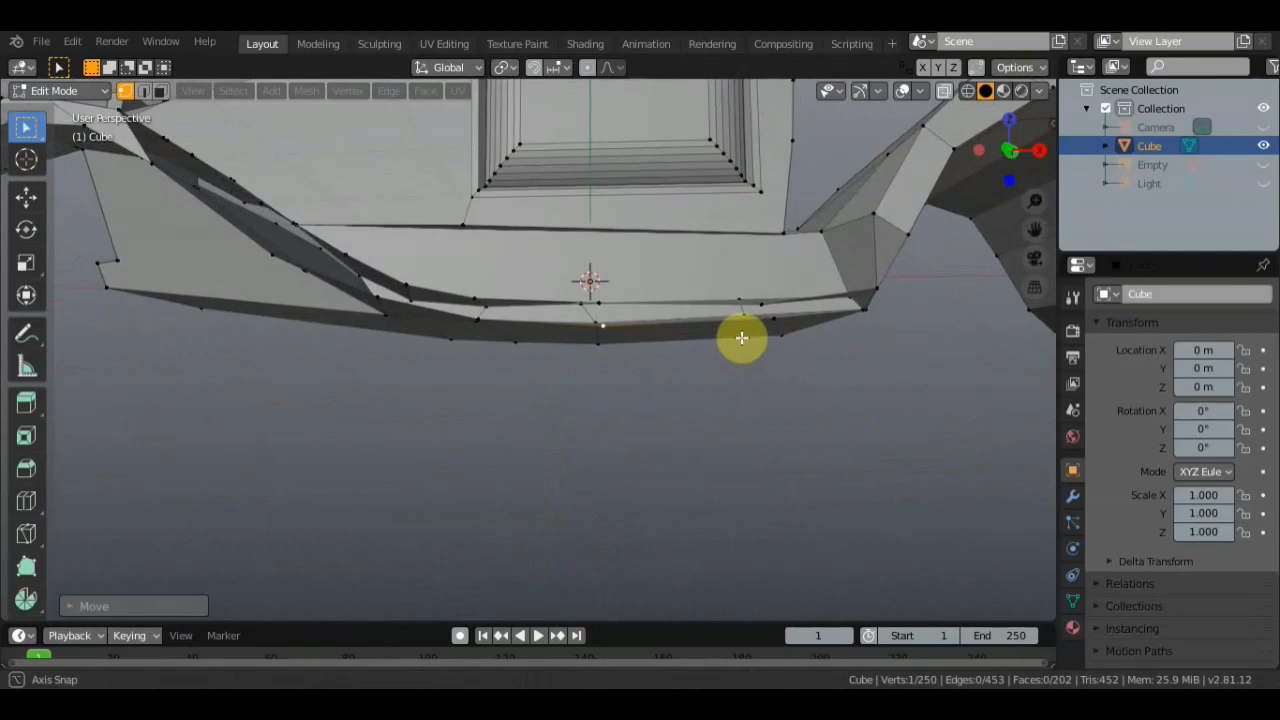 File Edit Render Window Help Layout Modeling Sculpting UV Editing Texture Paint Shading Animation Rendering Compositing Scripting + Scene View Layer
Global X Y Z Options
Edit Mode View Select Add Mesh Vertex Edge Face UV
User Perspective
(1) Cube
Z
X
Scene Collection
Collection
Camera
Cube
Empty
Light
Cube
Transform
Location X 0 m
Y 0 m
Z 0 m
Rotation X 0°
Y 0°
Z 0°
Mode XYZ Eule
Scale X 1.000
Y 1.000
Z 1.000
Delta Transform
Relations
Collections
Instancing
Motion Paths
Move
Playback Keying View Marker 1 Start 1 End 250
Axis Snap Cube | Verts:1/250 | Edges:0/453 | Faces:0/202 | Tris:452 | Mem: 25.9 MiB | v2.81.12